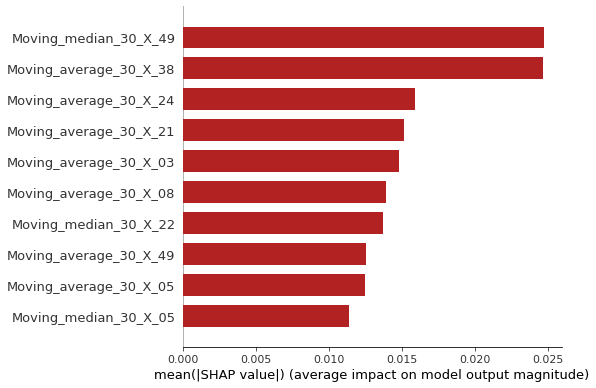 Moving_median_30_X_49
Moving_average_30_X_38
Moving_average_30_X_24
Moving_average_30_X_21
Moving_average_30_X_03
Moving_average_30_X_08
Moving_median_30_X_22
Moving_average_30_X_49
Moving_average_30_X_05
Moving_median_30_X_05
0.000 0.005 0.010 0.015 0.020 0.025
mean(|SHAP value|) (average impact on model output magnitude)